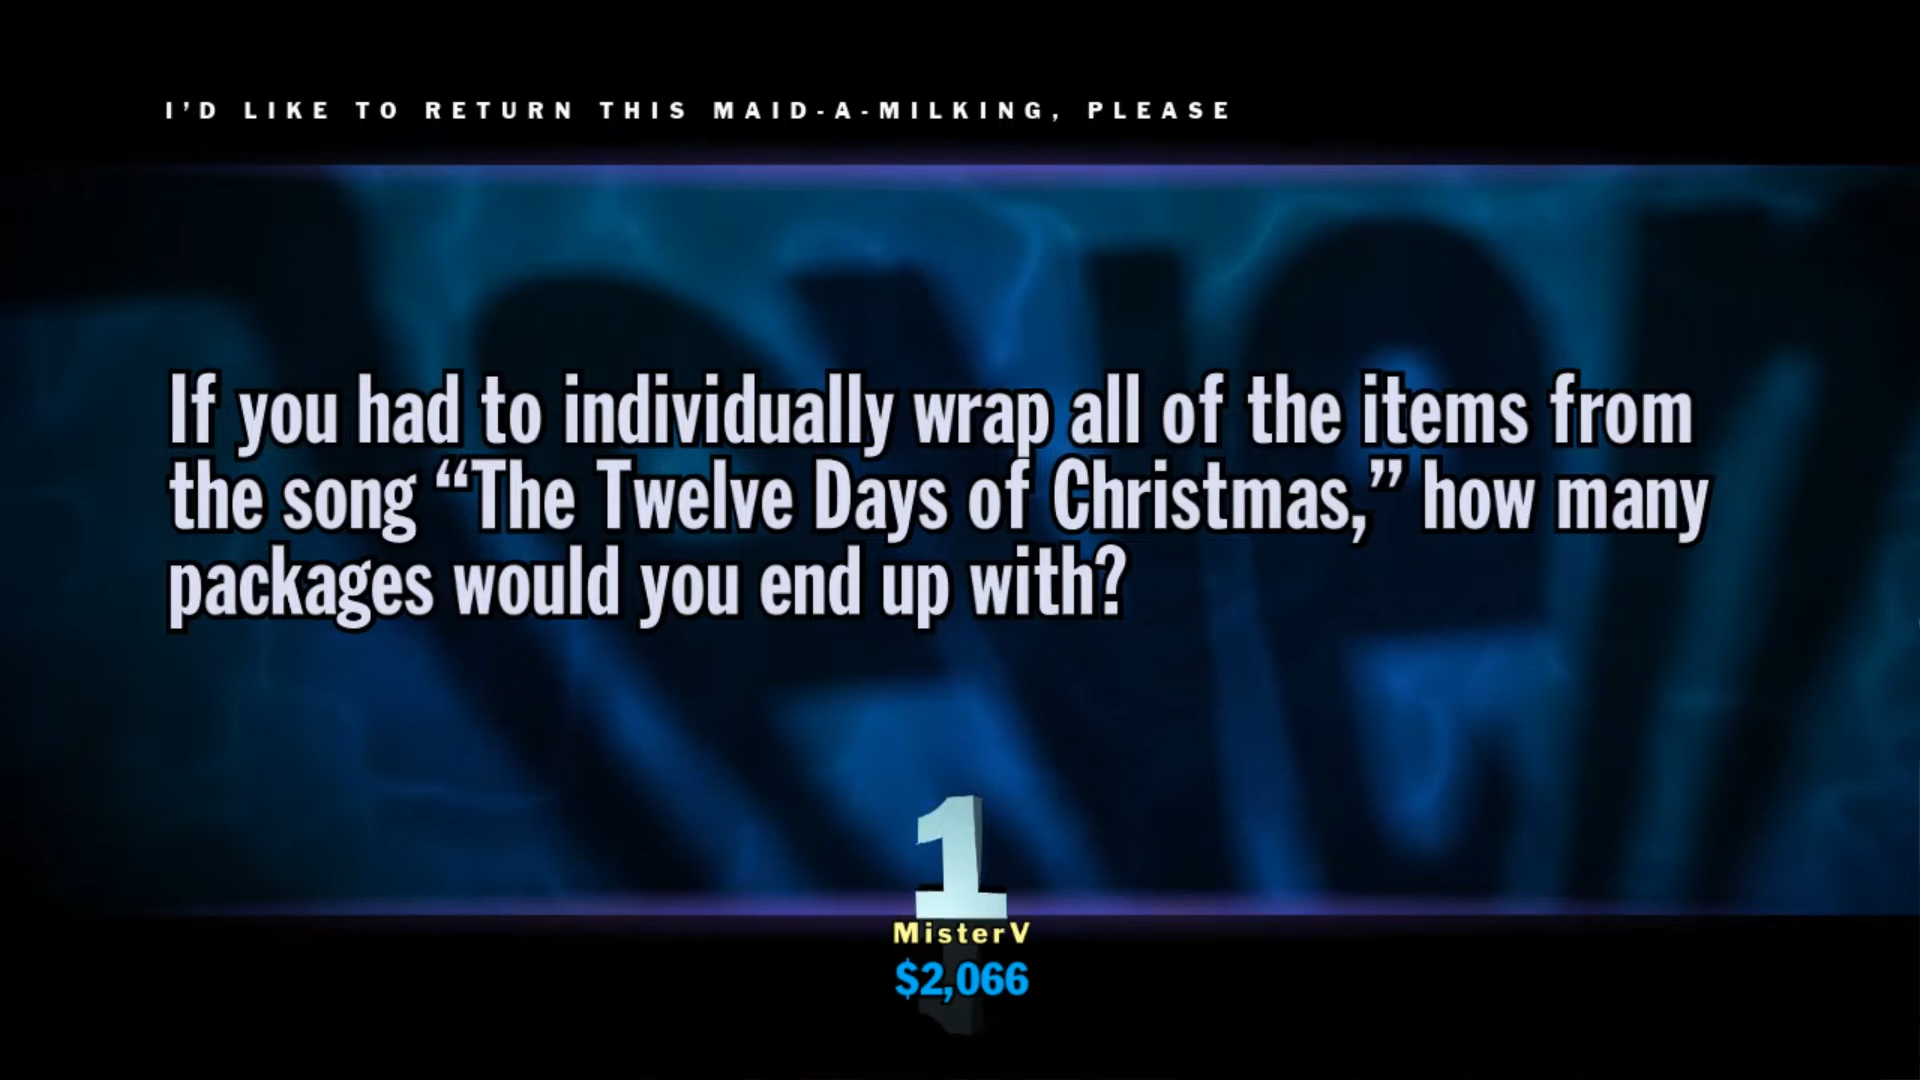 I'D LIKE TO RETURN THIS MAID-A-MILKING, PLEASE
If you had to individually wrap all of the items from
the song “The Twelve Days of Christmas,” how many
packages would you end up with?
1
MisterV
$2,066